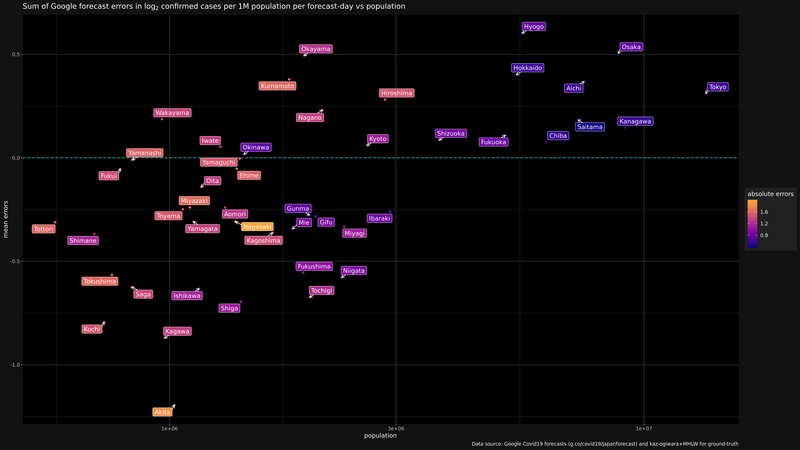 Sum of Google forecast errors in log₂ confirmed cases per 1M population per forecast-day vs population
Hyogo
Osaka
Okayama
Hokkaido
Kumamoto
Aichi
Tokyo
Hiroshima
Wakayama
Nagano
Kanagawa
Saitama
Iwate
Kyoto
Shizuoka
Fukuoka
Chiba
Okinawa
Yamanashi
Yamaguchi
Fukui
Ehime
Oita
Miyazaki
Toyama
Aomori
Gunma
Ibaraki
Tottori
Yamagata
Nagasaki
Mie
Gifu
Shimane
Kagoshima
Miyagi
Fukushima
Niigata
Tokushima
Saga
Ishikawa
Tochigi
Shiga
Kochi
Kagawa
Akita
0.5
0.0
-0.5
-1.0
mean errors
1e+06
3e+06
1e+07
population
absolute errors
1.6
1.2
0.8
Data source: Google Covid19 forecasts (g.co/covid19/japanforecast) and kaz-ogiwara+MHLW for ground-truth